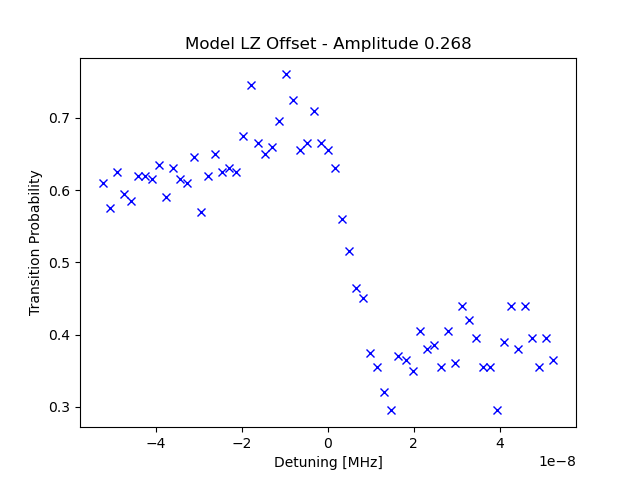 Model LZ Offset - Amplitude 0.268
Transition Probability
0.7
0.6
0.5
0.4
0.3
−4
−2
0
2
4
1e−8
Detuning [MHz]